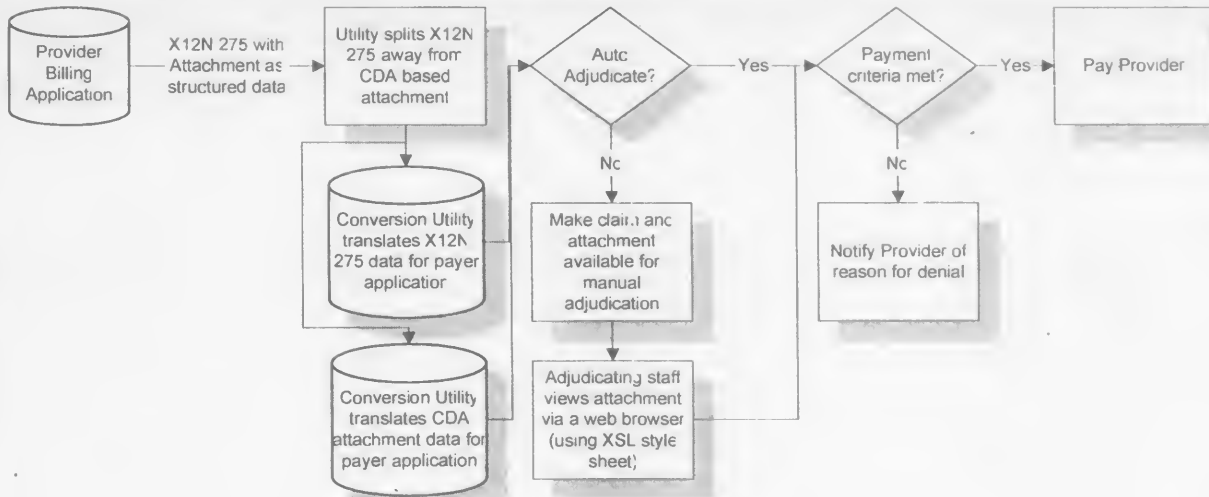 Provider
Billing
Application
X12N 275 with
Attachment as
structured data
Utility splits X12N
275 away from
CDA based
attachment
Auto
Adjudicate?
Yes
Payment
criteria met?
Yes
Pay Provider
No
No
Conversion Utility
translates X12N
275 data for payer
application
Make claim and
attachment
available for
manual
adjudication
Notify Provider of
reason for denial
Conversion Utility
translates CDA
attachment data for
payer application
Adjudicating staff
views attachment
via a web browser
(using XSL style
sheet)